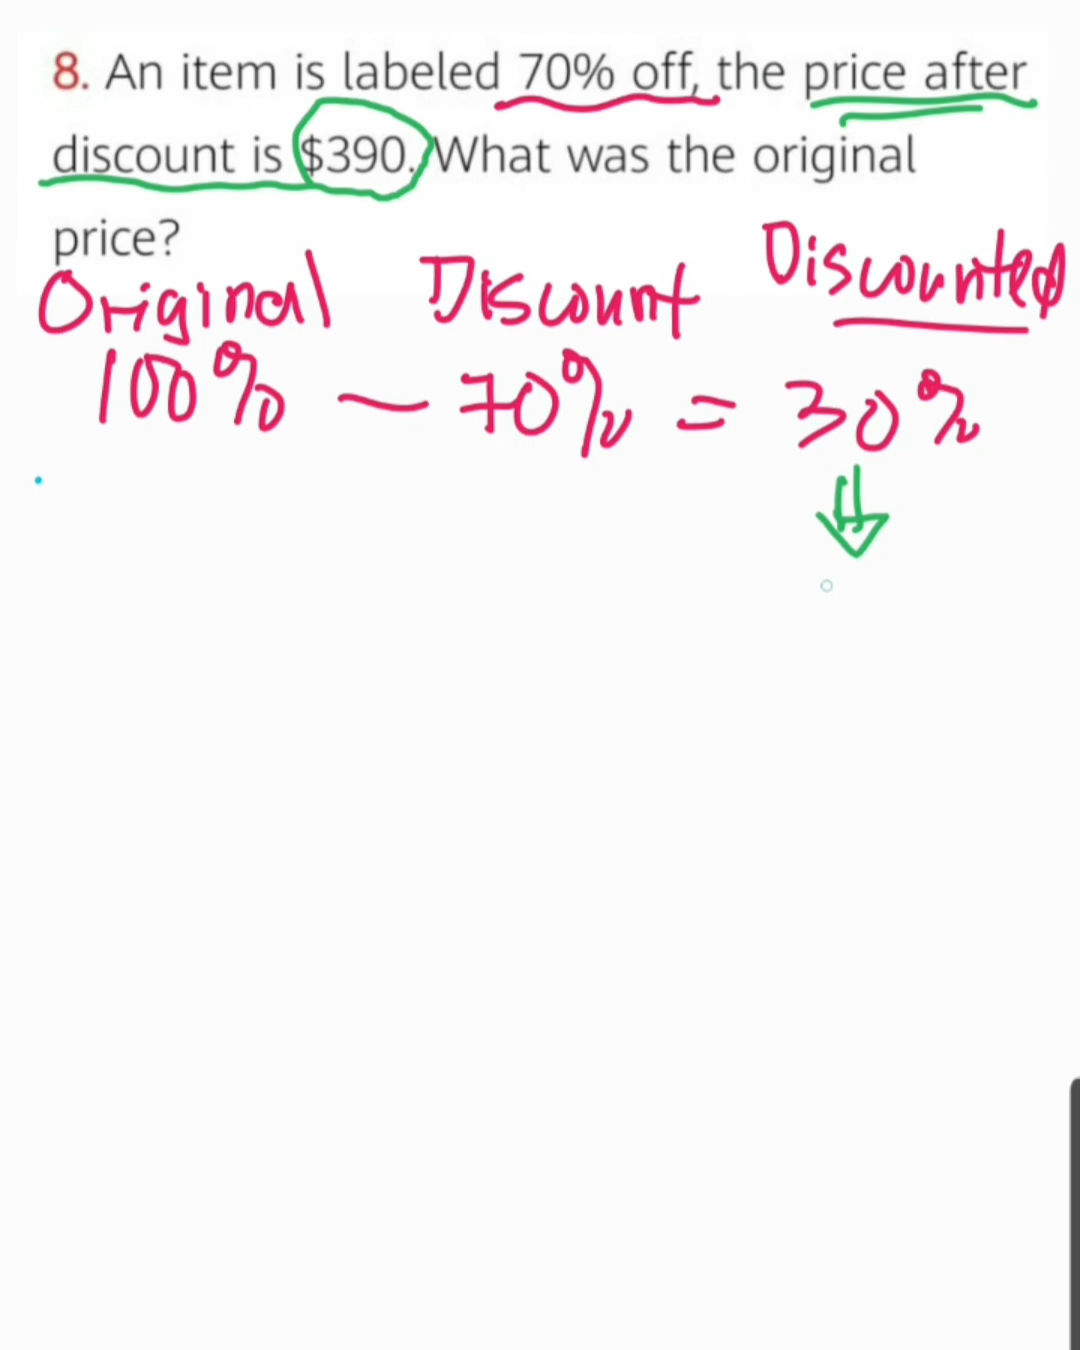 8. An item is labeled 70% off, the price after
discount is $390. What was the original
price?
Original Discount Discounted
100% - 70% = 30%